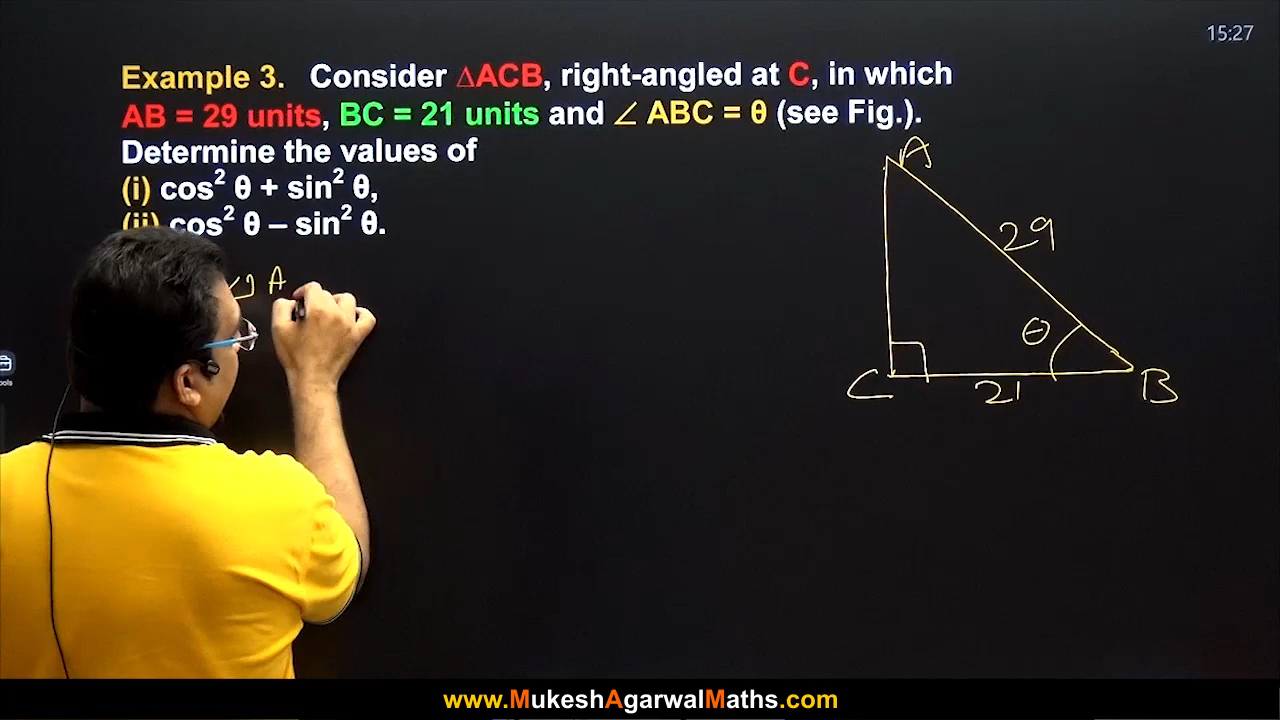 15:27
Example 3. Consider ∆ACB, right-angled at C, in which
AB = 29 units, BC = 21 units and ∠ ABC = θ (see Fig.).
Determine the values of
(i) cos² θ + sin² θ,
(ii) cos² θ – sin² θ.
A
A
29
θ
C
21
B
www.MukeshAgarwalMaths.com